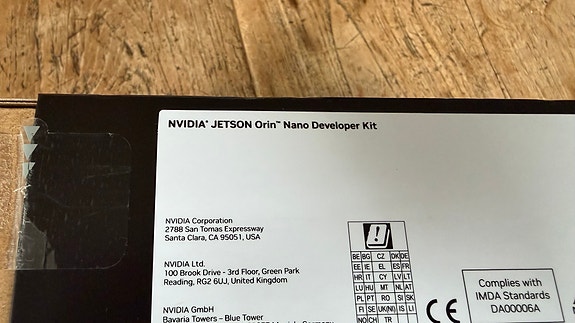 NVIDIA® JETSON Orin™ Nano Developer Kit
NVIDIA Corporation
2788 San Tomas Expressway
Santa Clara, CA 95051, USA
NVIDIA Ltd.
100 Brook Drive - 3rd Floor, Green Park
Reading, RG2 6UJ, United Kingdom
NVIDIA GmbH
Bavaria Towers – Blue Tower
BE BG CZ DK DE
EE IE EL ES FR
HR IT CY LV LT
LU HU MT NL AT
PL PT RO SI SK
FI SE UK(NI) IS LI
NO CH TR
CE
Complies with
IMDA Standards
DA00006A